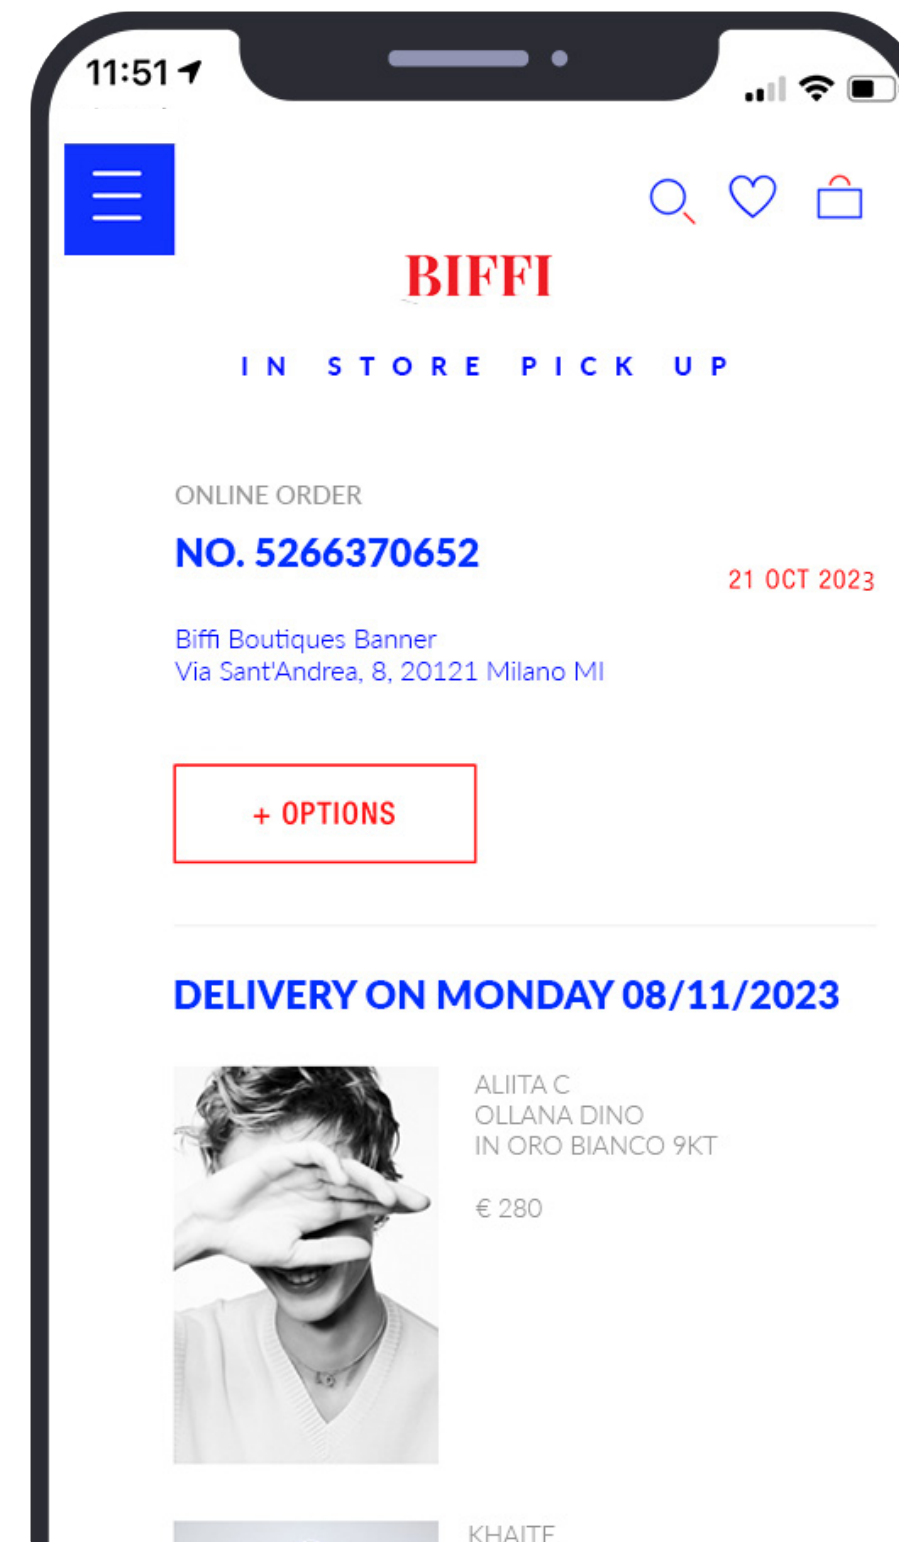 11:51
BIFFI
IN STORE PICK UP
ONLINE ORDER
NO. 5266370652
21 OCT 2023
Biffi Boutiques Banner
Via Sant'Andrea, 8, 20121 Milano MI
+ OPTIONS
DELIVERY ON MONDAY 08/11/2023
ALIITA C
OLLANA DINO
IN ORO BIANCO 9KT
€ 280
KHAITE